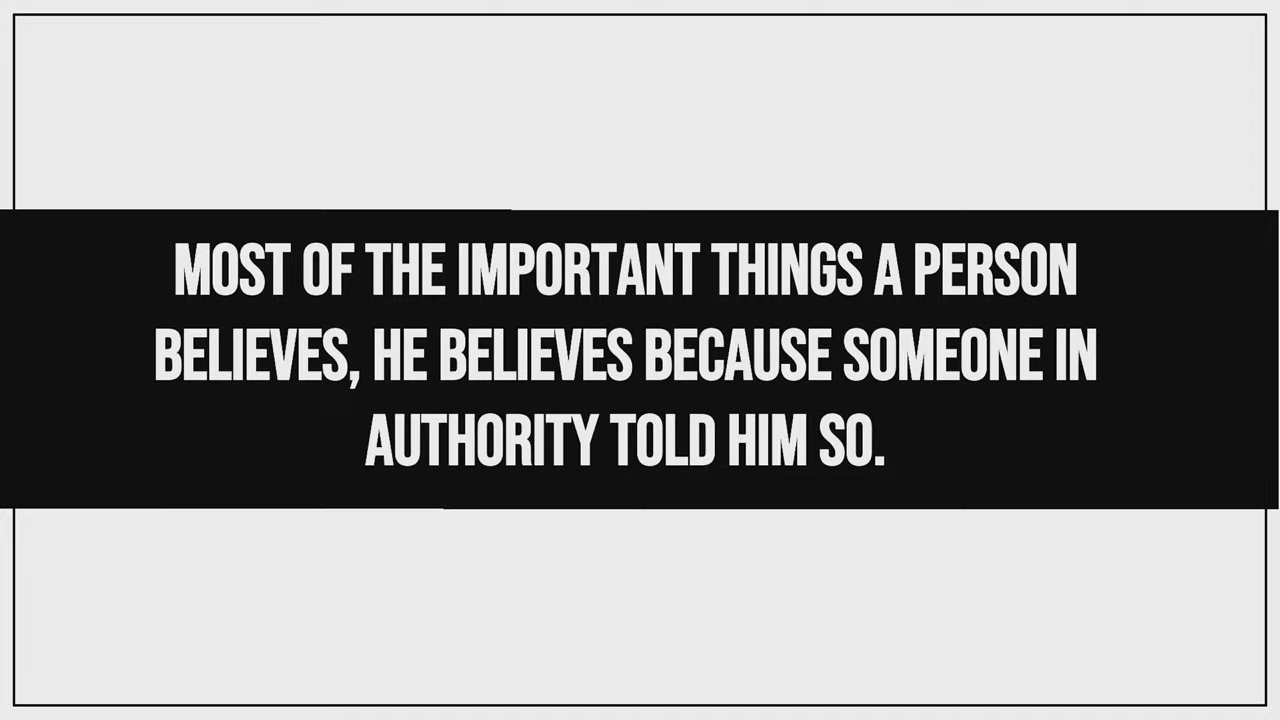 MOST OF THE IMPORTANT THINGS A PERSON
BELIEVES, HE BELIEVES BECAUSE SOMEONE IN
AUTHORITY TOLD HIM SO.